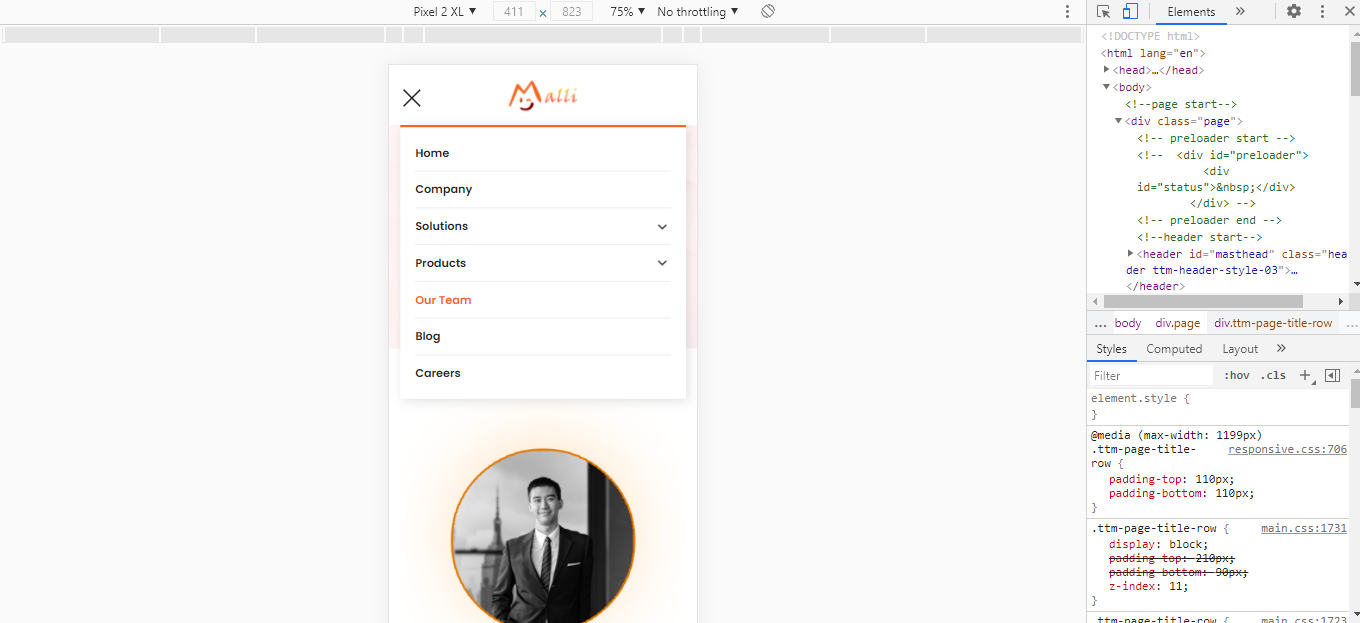 Pixel 2 XL ▼ 411 × 823 75% ▼ No throttling ▼
Elements »
Malli
Home
Company
Solutions
Products
Our Team
Blog
Careers
<!DOCTYPE html>
<html lang="en">
▶<head>…</head>
▼<body>
<!--page start-->
▼<div class="page">
<!-- preloader start -->
<!--  <div id="preloader">
<div
id="status">&nbsp;</div>
</div> -->
<!-- preloader end -->
<!--header start-->
▶<header id="masthead" class="hea
der ttm-header-style-03">…
</header>
... body div.page div.ttm-page-title-row ...
Styles Computed Layout »
Filter :hov .cls +
element.style {
}
@media (max-width: 1199px)
.ttm-page-title- responsive.css:706
row {
padding-top: 110px;
padding-bottom: 110px;
}
.ttm-page-title-row { main.css:1731
display: block;
padding-top: 210px;
padding-bottom: 90px;
z-index: 11;
}
.ttm-page-title-row { main.css:1723